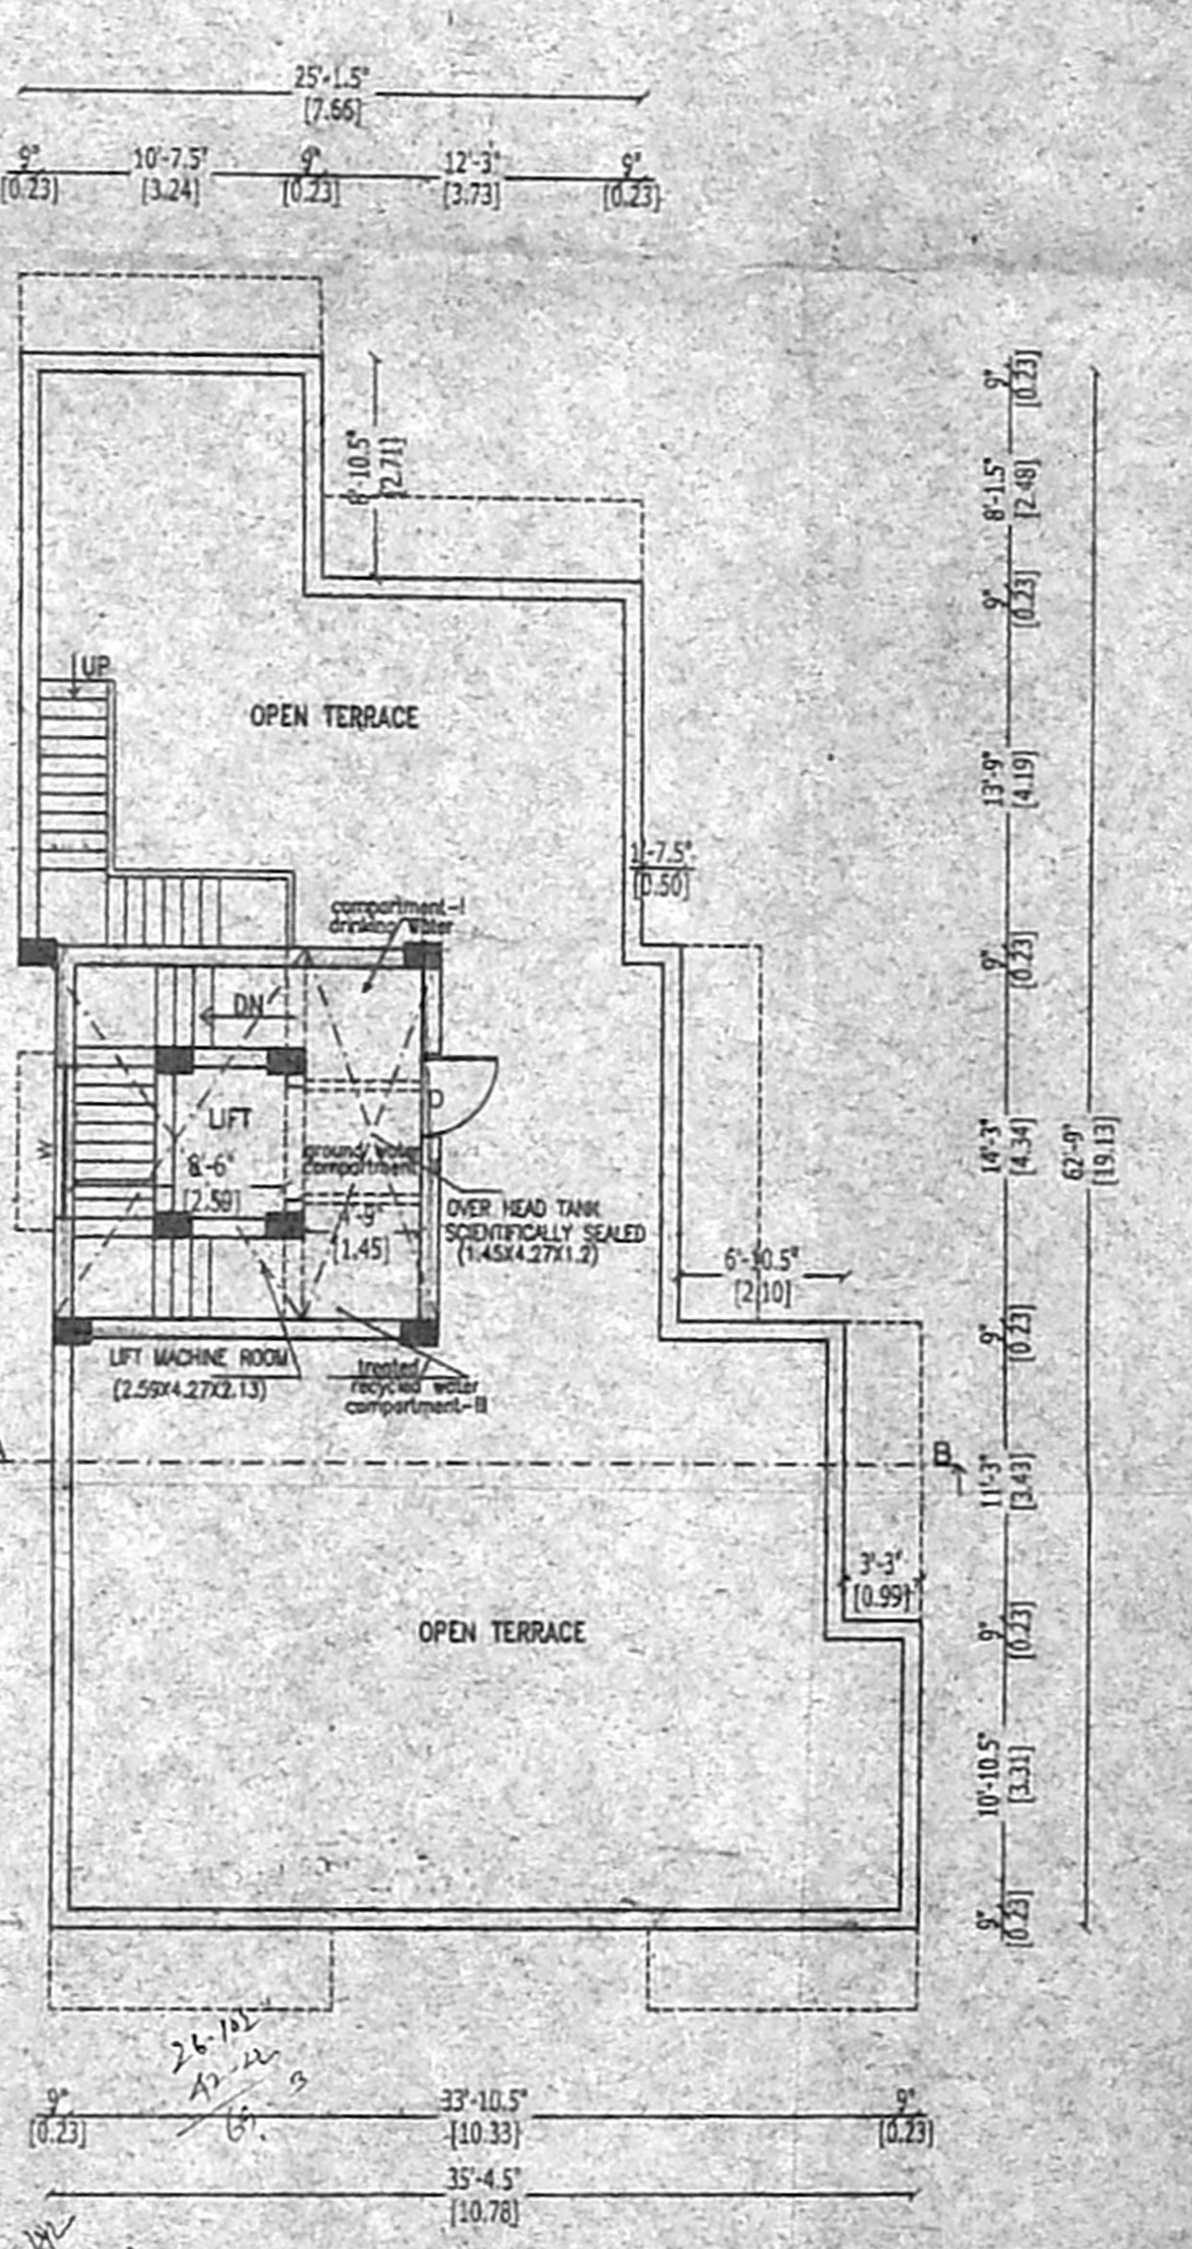 25'-1.5"
[7.66]
9" 10'-7.5" 9" 12'-3" 9"
[0.23] [3.24] [0.23] [3.73] [0.23]
9"
[0.23]
8'-10.5"
[2.71]
8'-1.5"
[2.48]
9"
[0.23]
UP
OPEN TERRACE
13'-9"
[4.19]
1'-7.5"
[0.50]
compartment-I
drinking water
9"
[0.23]
DN
LIFT
D
W
ground water
compartment
8'-6"
[2.59]
14'-3"
[4.34]
62'-9"
[19.13]
OVER HEAD TANK
SCIENTIFICALLY SEALED
(1.45X4.27X1.2)
4'-9"
[1.45]
6'-10.5"
[2.10]
9"
[0.23]
LIFT MACHINE ROOM
(2.59X4.27X2.13)
treated
recycled water
compartment-III
B
11'-3"
[3.43]
3'-3"
[0.99]
OPEN TERRACE
9"
[0.23]
10'-10.5"
[3.31]
9"
[0.23]
9" 33'-10.5" 9"
[0.23] [10.33] [0.23]
35'-4.5"
[10.78]